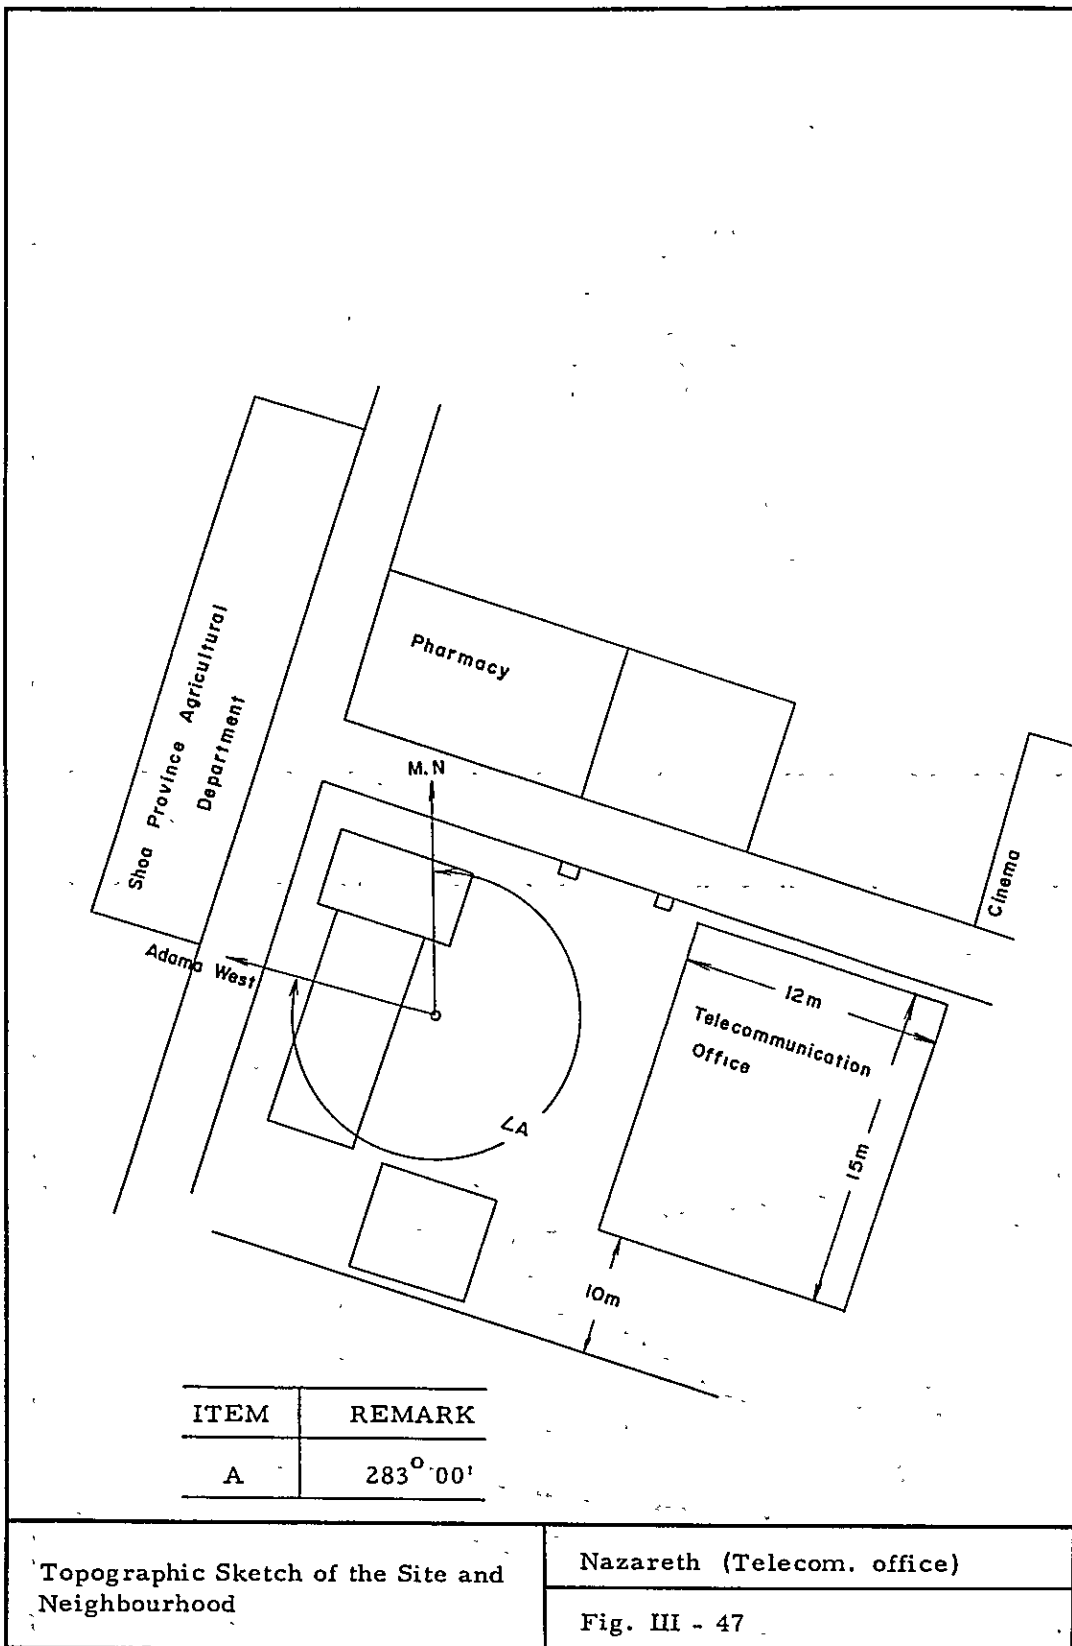 Shoa Province Agricultural
Department
Pharmacy
M.N
Cinema
Adama West
12m
Telecommunication
Office
∠A
15m
10m
ITEM REMARK
A 283° 00'
Topographic Sketch of the Site and
Neighbourhood
Nazareth (Telecom. office)
Fig. III - 47